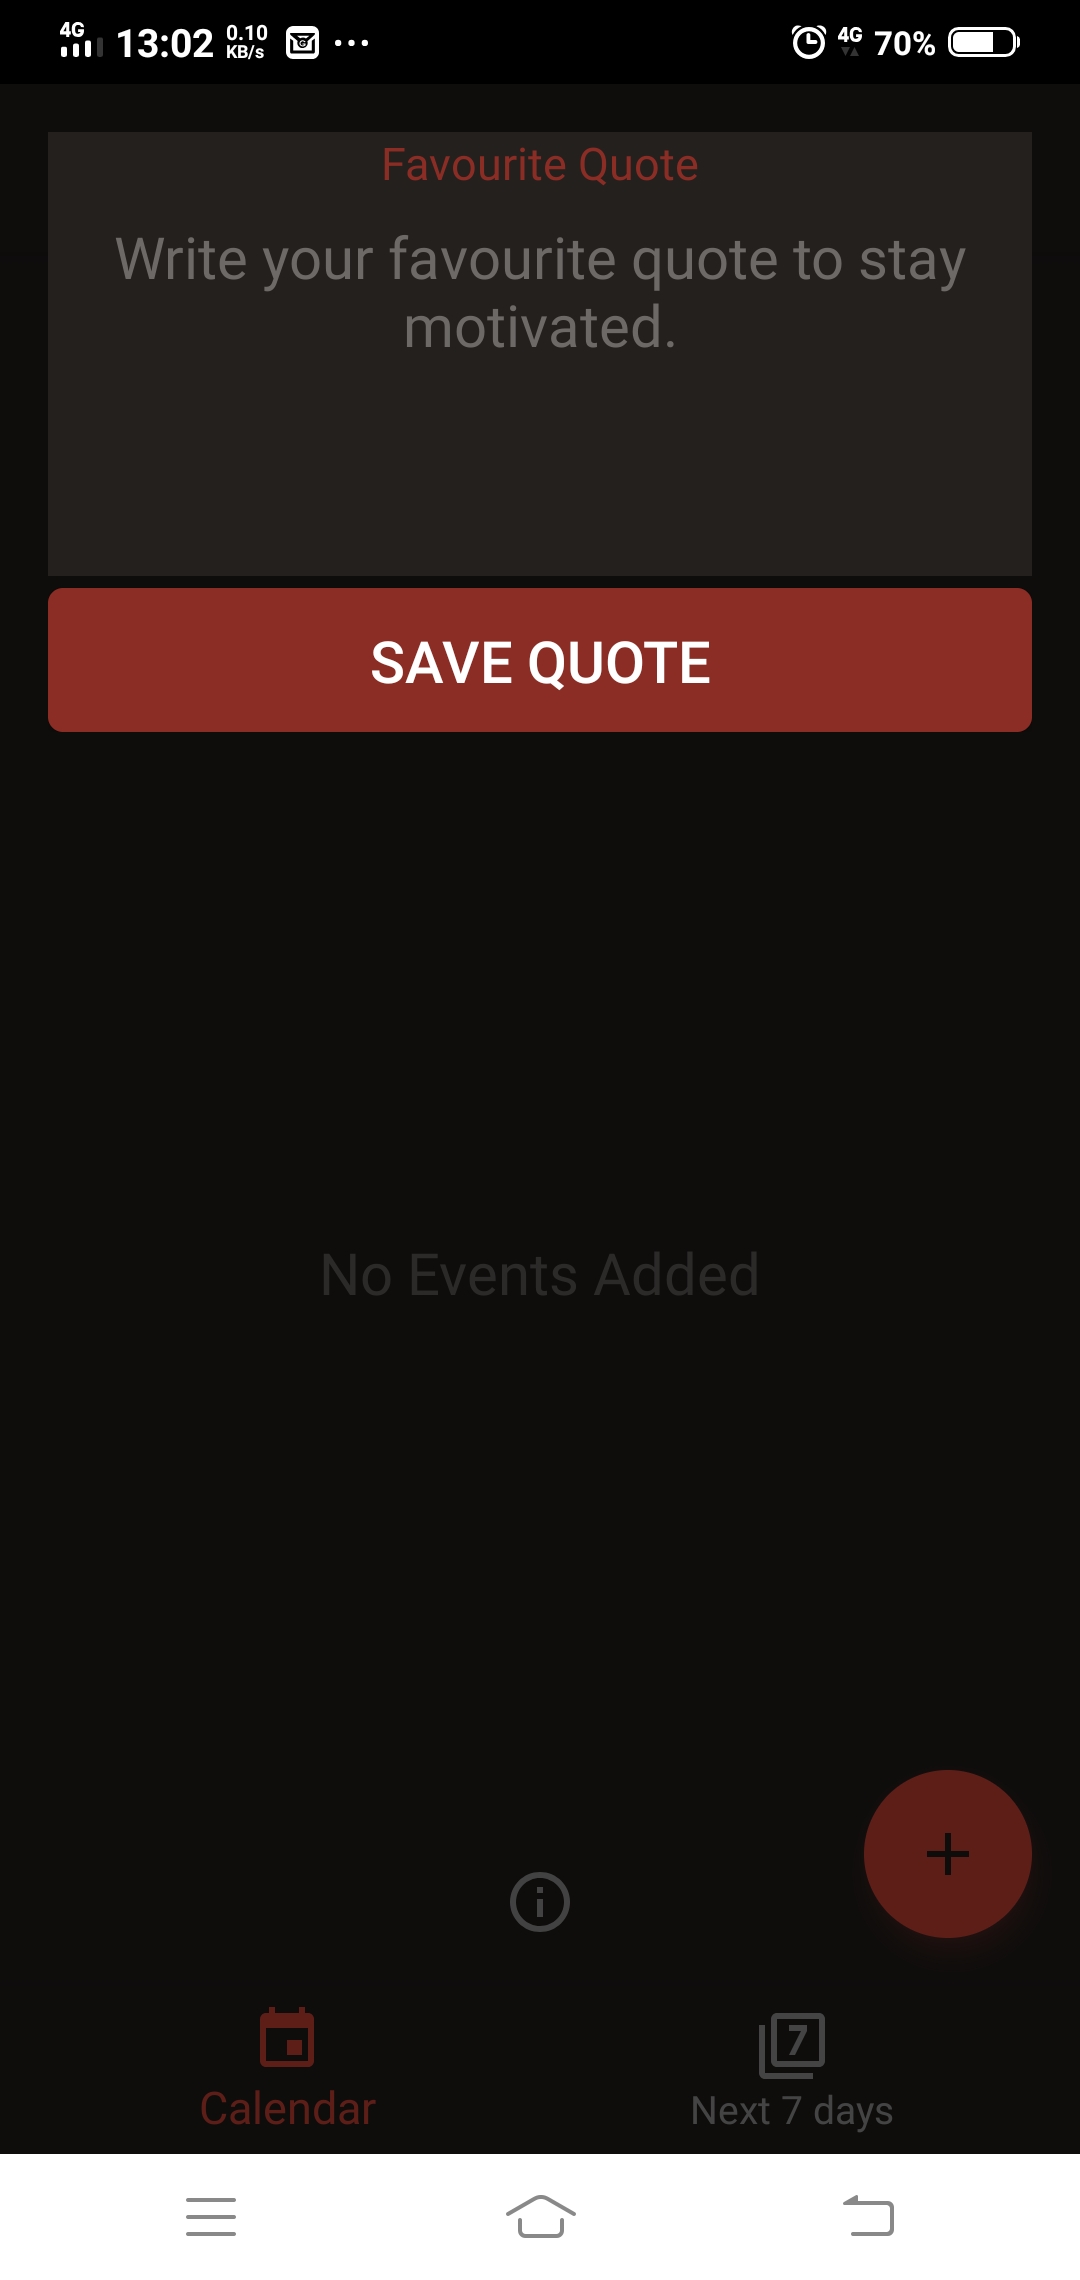 4G 13:02 0.10 KB/s 4G 70%
Favourite Quote
Write your favourite quote to stay
motivated.
SAVE QUOTE
No Events Added
7
Calendar
Next 7 days